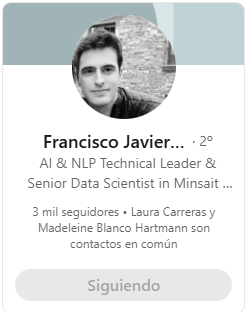 Francisco Javier... · 2º
AI & NLP Technical Leader &
Senior Data Scientist in Minsait ...
3 mil seguidores • Laura Carreras y
Madeleine Blanco Hartmann son
contactos en común
Siguiendo